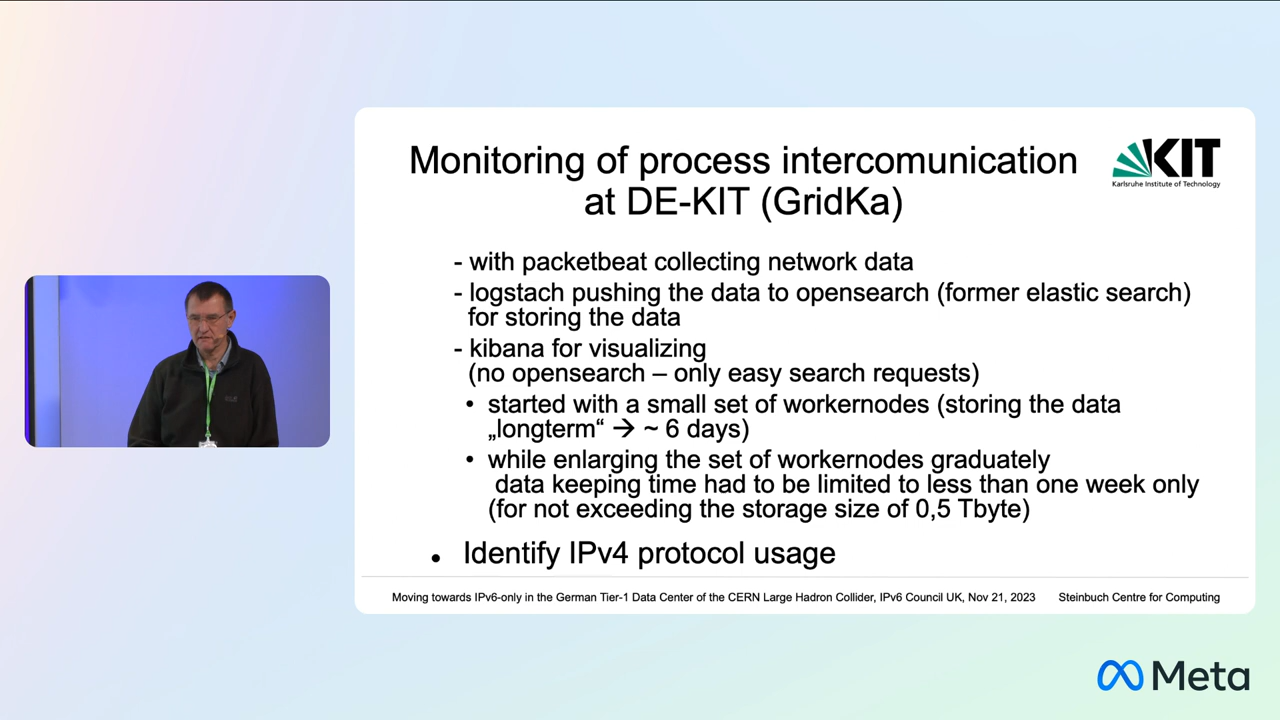 Monitoring of process intercomunication
at DE-KIT (GridKa)
KIT
Karlsruhe Institute of Technology
- with packetbeat collecting network data
- logstach pushing the data to opensearch (former elastic search)
for storing the data
- kibana for visualizing
(no opensearch – only easy search requests)
• started with a small set of workernodes (storing the data
„longterm“ → ~ 6 days)
• while enlarging the set of workernodes graduately
data keeping time had to be limited to less than one week only
(for not exceeding the storage size of 0,5 Tbyte)
• Identify IPv4 protocol usage
Moving towards IPv6-only in the German Tier-1 Data Center of the CERN Large Hadron Collider, IPv6 Council UK, Nov 21, 2023 Steinbuch Centre for Computing
Meta